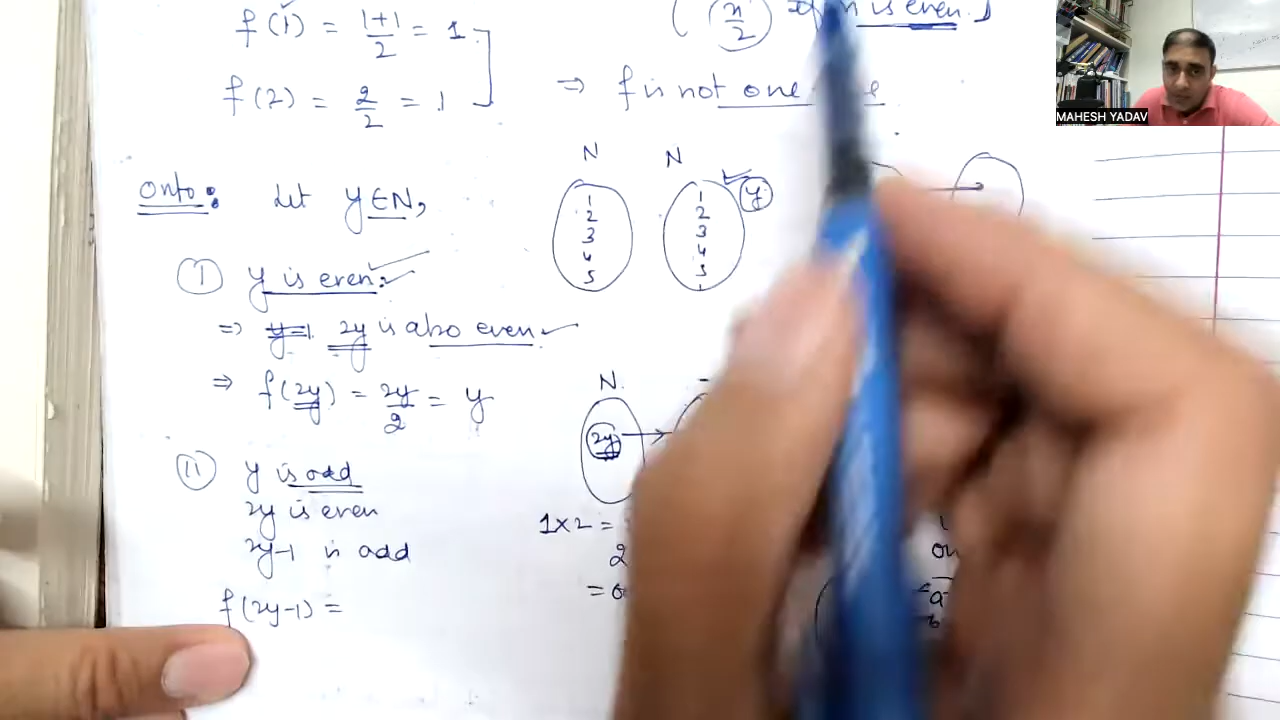 f(1) = 1+1/2 = 1
n/2 n is even.
f(2) = 2/2 = 1
⇒ f is not one
MAHESH YADAV
N N
Onto: Let y∈N,
1 1 y
2 2
3 3
4 4
5 5
I y is even.
⇒ y=1 2y is also even
⇒ f(2y) = 2y/2 = y
N.
2y
II y is odd
2y is even
1×2 =
2y-1 is odd
2
f(2y-1) =